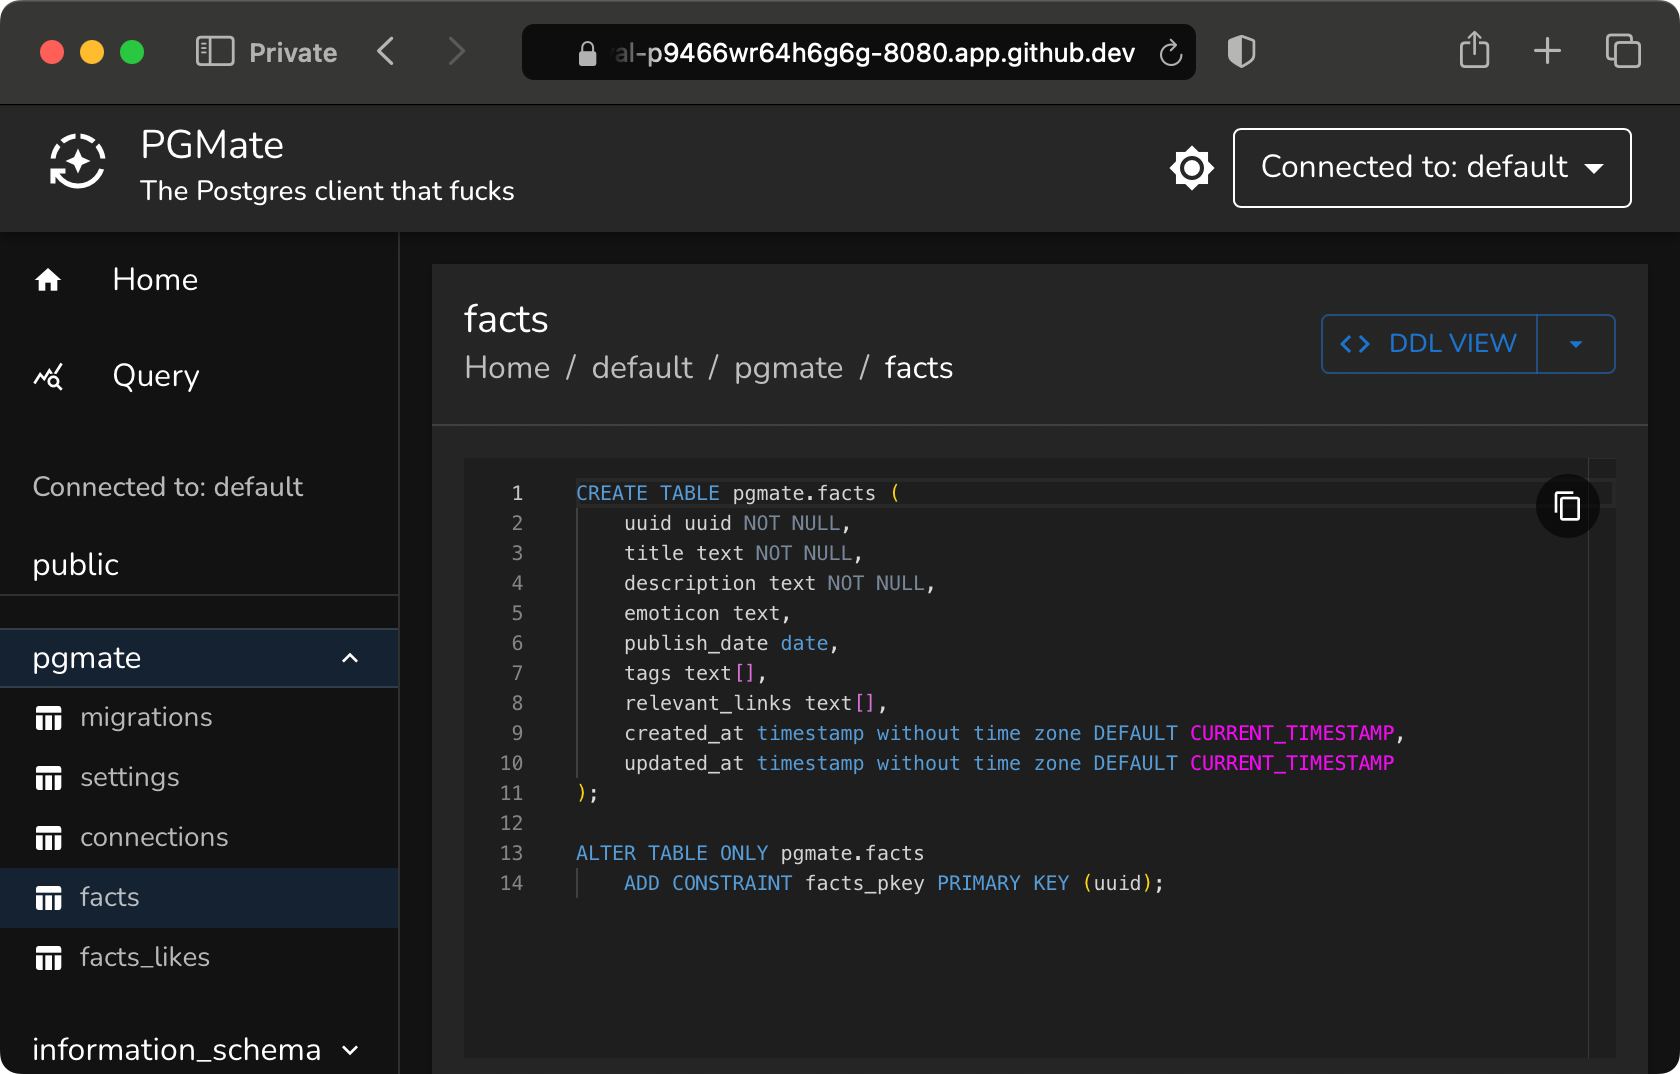 Private
al-p9466wr64h6g6g-8080.app.github.dev
PGMate
The Postgres client that fucks
Connected to: default
Home
Query
Connected to: default
public
pgmate
migrations
settings
connections
facts
facts_likes
information_schema
facts
Home / default / pgmate / facts
<> DDL VIEW
1 CREATE TABLE pgmate.facts (
2 uuid uuid NOT NULL,
3 title text NOT NULL,
4 description text NOT NULL,
5 emoticon text,
6 publish_date date,
7 tags text[],
8 relevant_links text[],
9 created_at timestamp without time zone DEFAULT CURRENT_TIMESTAMP,
10 updated_at timestamp without time zone DEFAULT CURRENT_TIMESTAMP
11 );
12
13 ALTER TABLE ONLY pgmate.facts
14 ADD CONSTRAINT facts_pkey PRIMARY KEY (uuid);